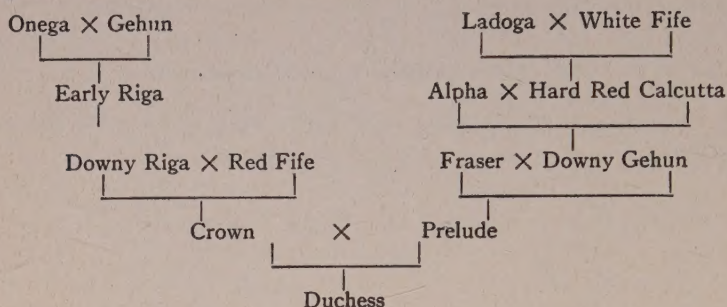 Onega × Gehun Ladoga × White Fife
Early Riga Alpha × Hard Red Calcutta
Downy Riga × Red Fife Fraser × Downy Gehun
Crown × Prelude
Duchess